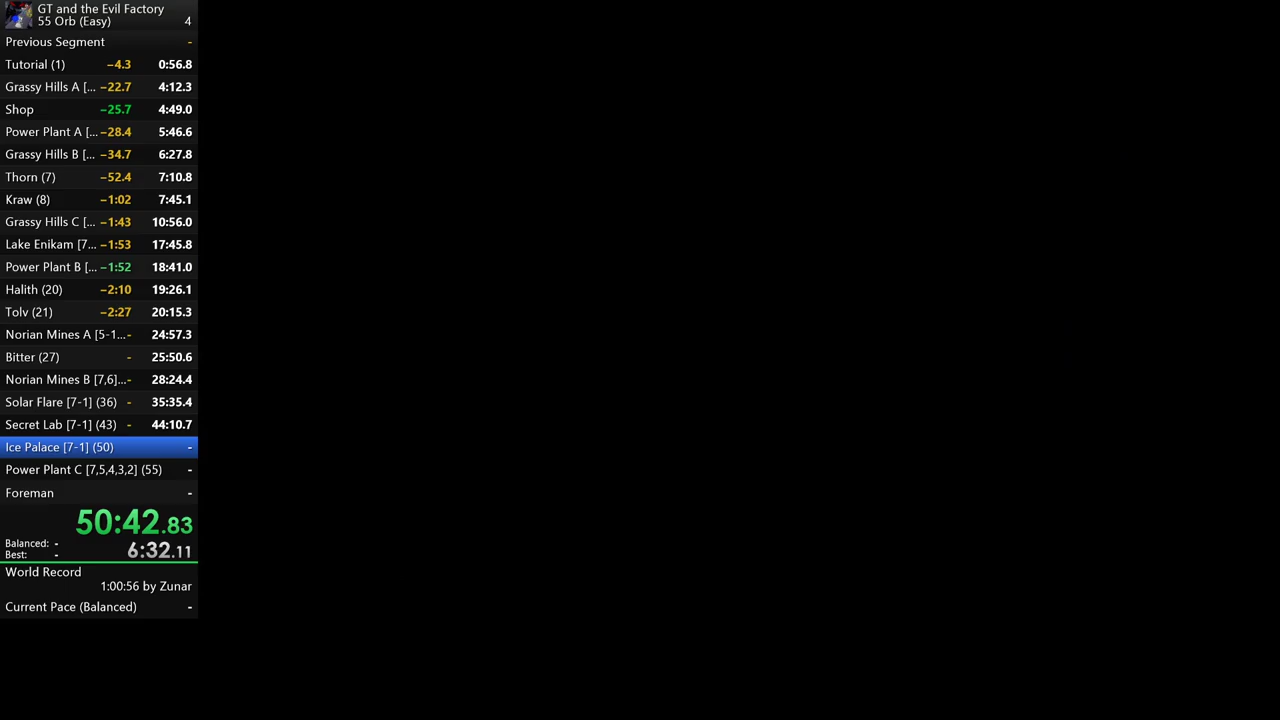 GT and the Evil Factory
55 Orb (Easy) 4
Previous Segment -
Tutorial (1) −4.3 0:56.8
Grassy Hills A [... −22.7 4:12.3
Shop −25.7 4:49.0
Power Plant A [... −28.4 5:46.6
Grassy Hills B [... −34.7 6:27.8
Thorn (7) −52.4 7:10.8
Kraw (8) −1:02 7:45.1
Grassy Hills C [... −1:43 10:56.0
Lake Enikam [7... −1:53 17:45.8
Power Plant B [... −1:52 18:41.0
Halith (20) −2:10 19:26.1
Tolv (21) −2:27 20:15.3
Norian Mines A [5-1... - 24:57.3
Bitter (27) - 25:50.6
Norian Mines B [7,6]... - 28:24.4
Solar Flare [7-1] (36) - 35:35.4
Secret Lab [7-1] (43) - 44:10.7
Ice Palace [7-1] (50) -
Power Plant C [7,5,4,3,2] (55) -
Foreman -
50:42.83
Balanced: -
Best: - 6:32.11
World Record
1:00:56 by Zunar
Current Pace (Balanced) -